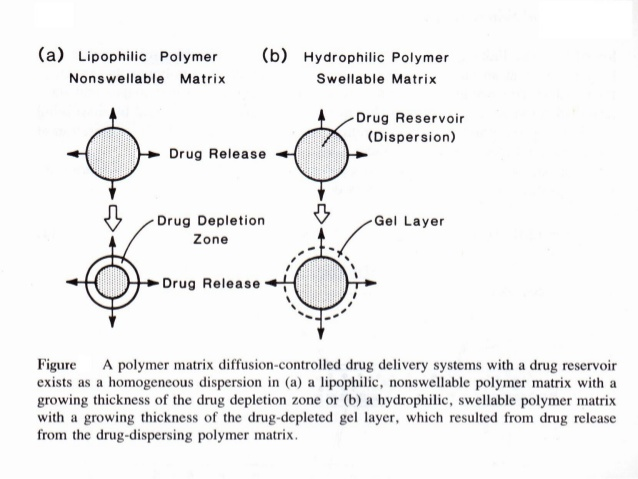 (a) Lipophilic Polymer
Nonswellable Matrix
(b) Hydrophilic Polymer
Swellable Matrix
Drug Reservoir
(Dispersion)
Drug Release
Drug Depletion
Zone
Gel Layer
Drug Release
Figure A polymer matrix diffusion-controlled drug delivery systems with a drug reservoir
exists as a homogeneous dispersion in (a) a lipophilic, nonswellable polymer matrix with a
growing thickness of the drug depletion zone or (b) a hydrophilic, swellable polymer matrix
with a growing thickness of the drug-depleted gel layer, which resulted from drug release
from the drug-dispersing polymer matrix.